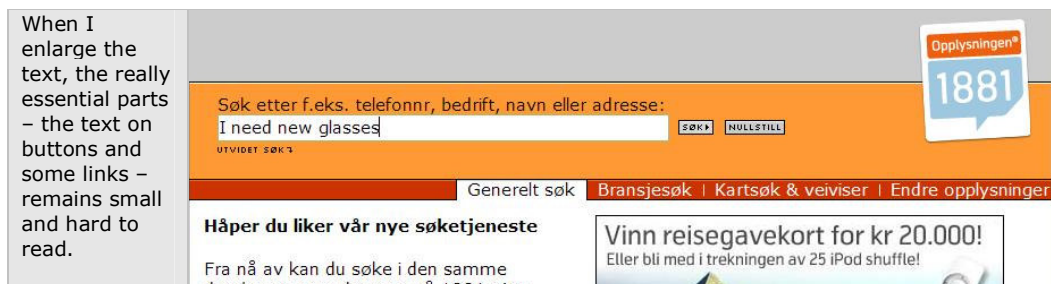 When I
enlarge the
text, the really
essential parts
– the text on
buttons and
some links –
remains small
and hard to
read.
Opplysningen®
1881
Søk etter f.eks. telefonnr, bedrift, navn eller adresse:
I need new glasses
SØK NULLSTILL
UTVIDET SØK
Generelt søk Bransjesøk | Kartsøk & veiviser | Endre opplysninger
Håper du liker vår nye søketjeneste
Fra nå av kan du søke i den samme
Vinn reisegavekort for kr 20.000!
Eller bli med i trekningen av 25 iPod shuffle!